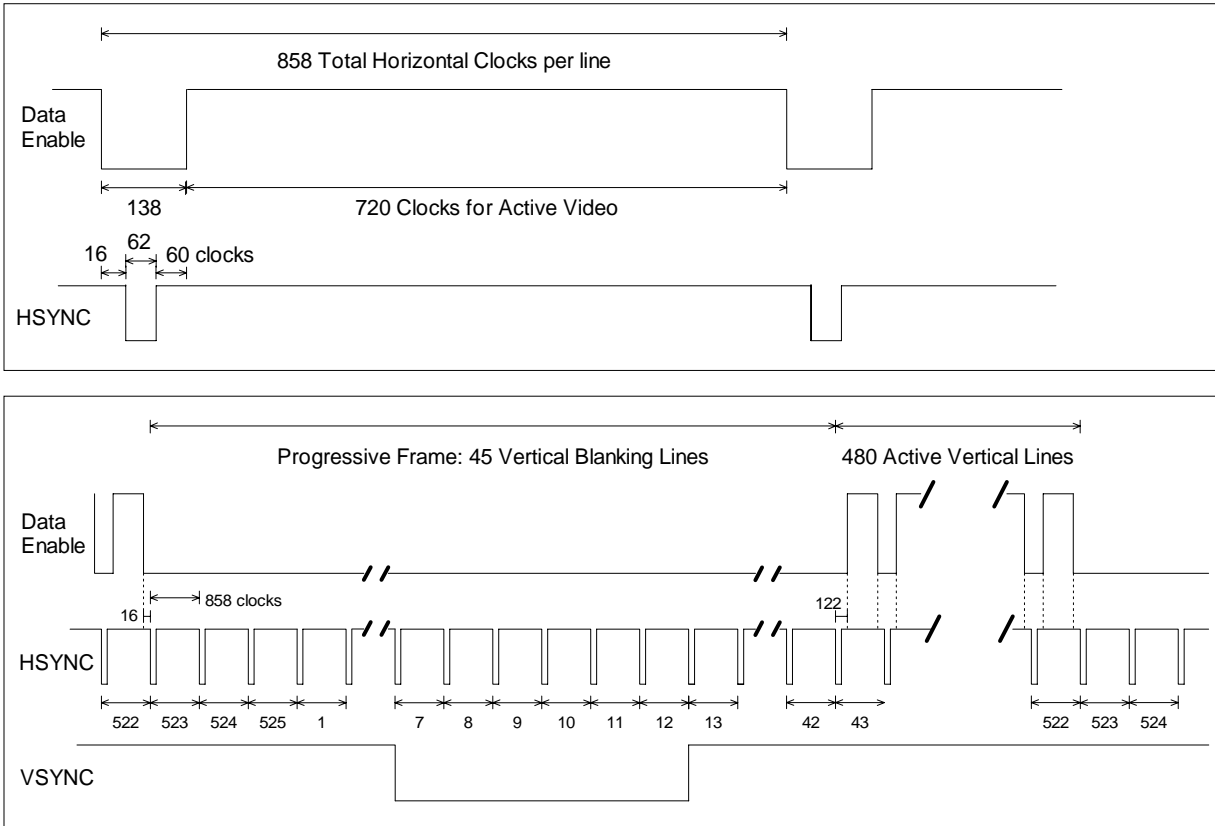 858 Total Horizontal Clocks per line
Data
Enable
138
720 Clocks for Active Video
62
16
60 clocks
HSYNC
Progressive Frame: 45 Vertical Blanking Lines
480 Active Vertical Lines
Data
Enable
858 clocks
16
122
HSYNC
522
523
524
525
1
7
8
9
10
11
12
13
42
43
522
523
524
VSYNC